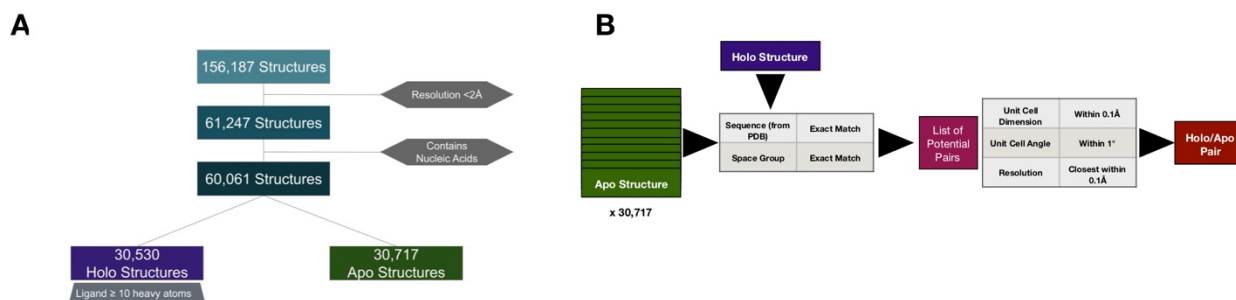 A
156,187 Structures
Resolution <2Å
61,247 Structures
Contains
Nucleic Acids
60,061 Structures
30,530
Holo Structures
Ligand ≥ 10 heavy atoms
30,717
Apo Structures
B
Holo Structure
Apo Structure
x 30,717
Sequence (from
PDB)
Exact Match
Space Group
Exact Match
List of
Potential
Pairs
Unit Cell
Dimension
Within 0.1Å
Unit Cell Angle
Within 1°
Resolution
Closest within
0.1Å
Holo/Apo
Pair